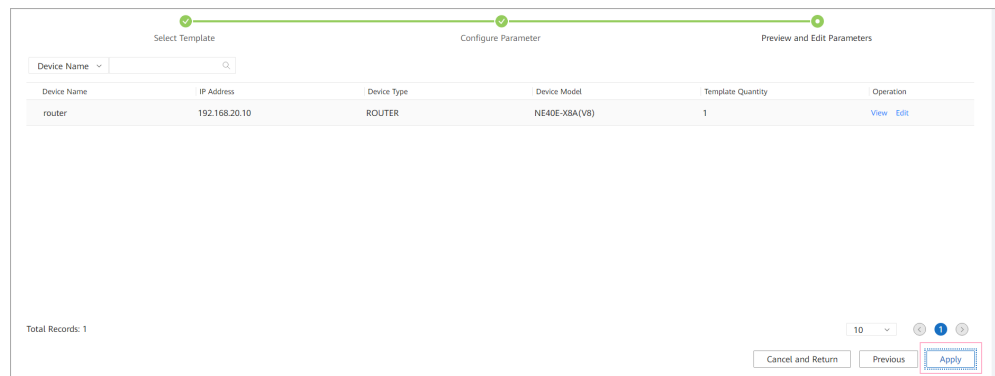 Select Template Configure Parameter Preview and Edit Parameters
Device Name
Device Name IP Address Device Type Device Model Template Quantity Operation
router 192.168.20.10 ROUTER NE40E-X8A(V8) 1 View Edit
Total Records: 1 10 1
Cancel and Return Previous Apply